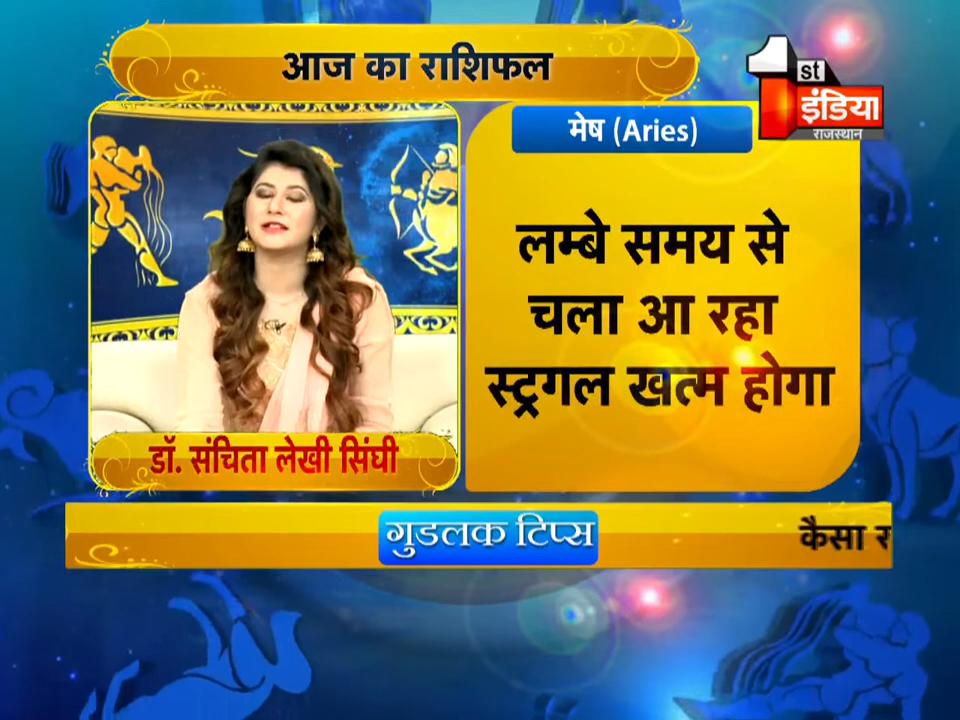 आज का राशिफल
1st
इंडिया
राजस्थान
मेष (Aries)
लम्बे समय से
चला आ रहा
स्ट्रगल खत्म होगा
डॉ. संचिता लेखी सिंघी
गुडलक टिप्स
कैसा